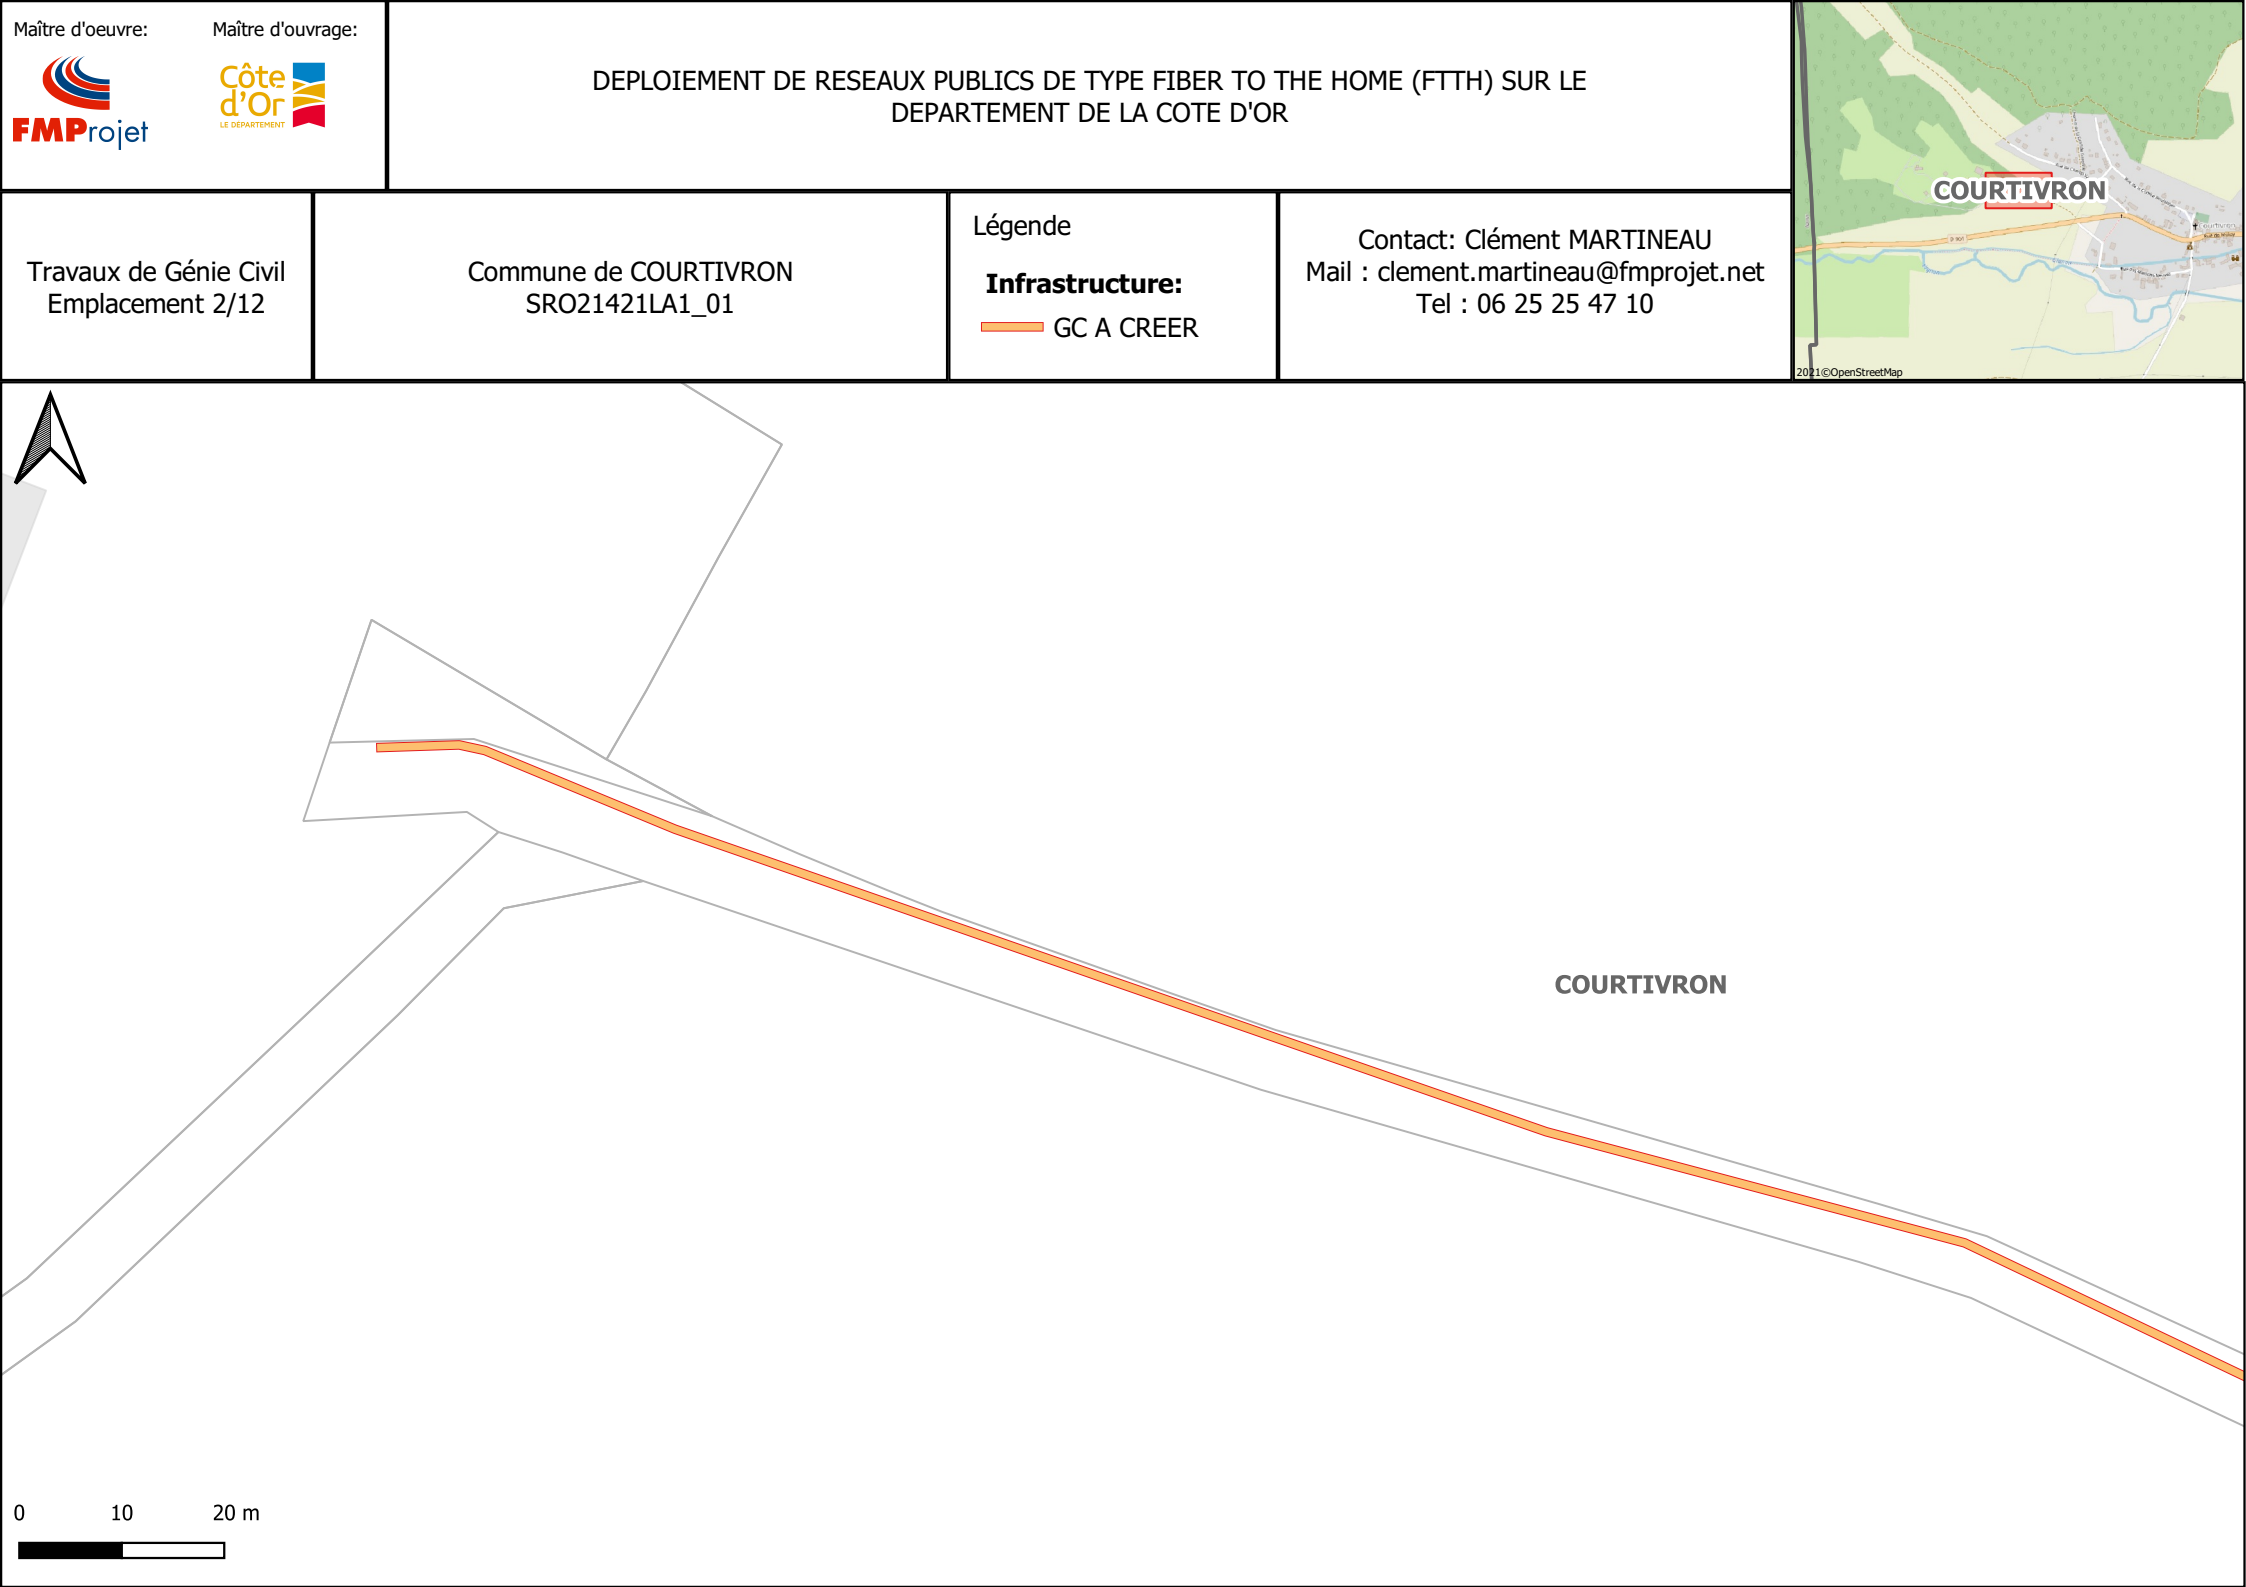 Maître d'oeuvre:
Maître d'ouvrage:
FMProjet
Côte
d'Or
LE DÉPARTEMENT
DEPLOIEMENT DE RESEAUX PUBLICS DE TYPE FIBER TO THE HOME (FTTH) SUR LE
DEPARTEMENT DE LA COTE D'OR
Travaux de Génie Civil
Emplacement 2/12
Commune de COURTIVRON
SRO21421LA1_01
Légende
Infrastructure:
GC A CREER
Contact: Clément MARTINEAU
Mail : clement.martineau@fmprojet.net
Tel : 06 25 25 47 10
COURTIVRON
Courtivron
2021©OpenStreetMap
COURTIVRON
0 10 20 m